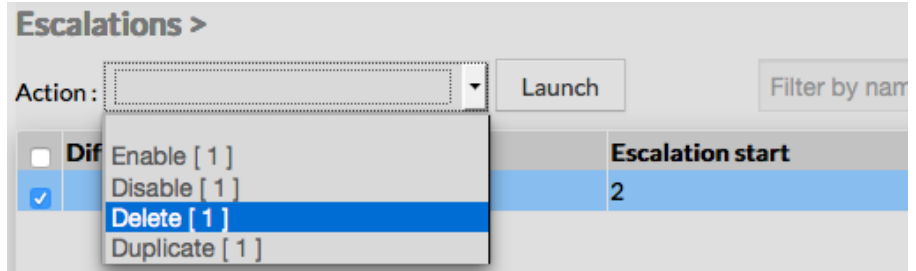 Escalations >
Action :
Launch
Filter by nam
Dif
Escalation start
2
Enable [ 1 ]
Disable [ 1 ]
Delete [ 1 ]
Duplicate [ 1 ]